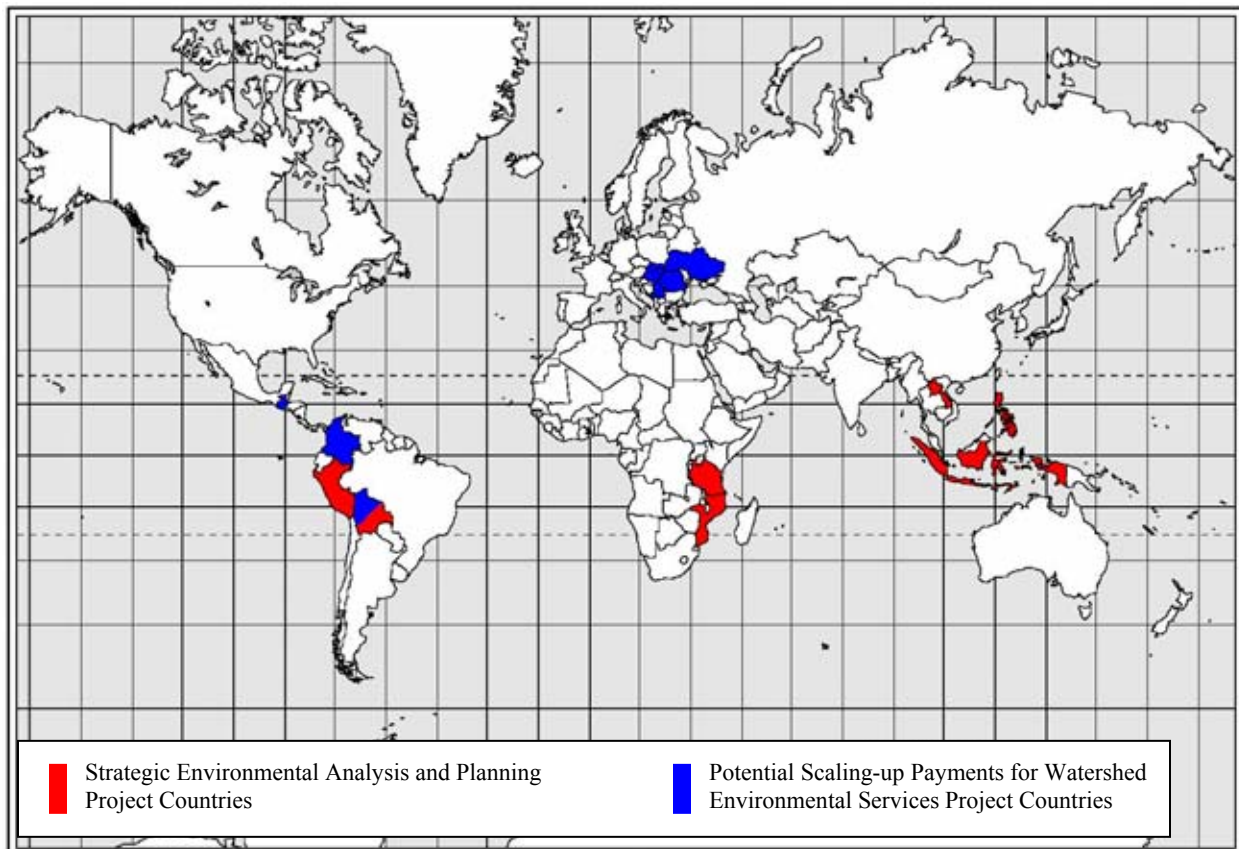 Strategic Environmental Analysis and Planning
Project Countries
Potential Scaling-up Payments for Watershed
Environmental Services Project Countries